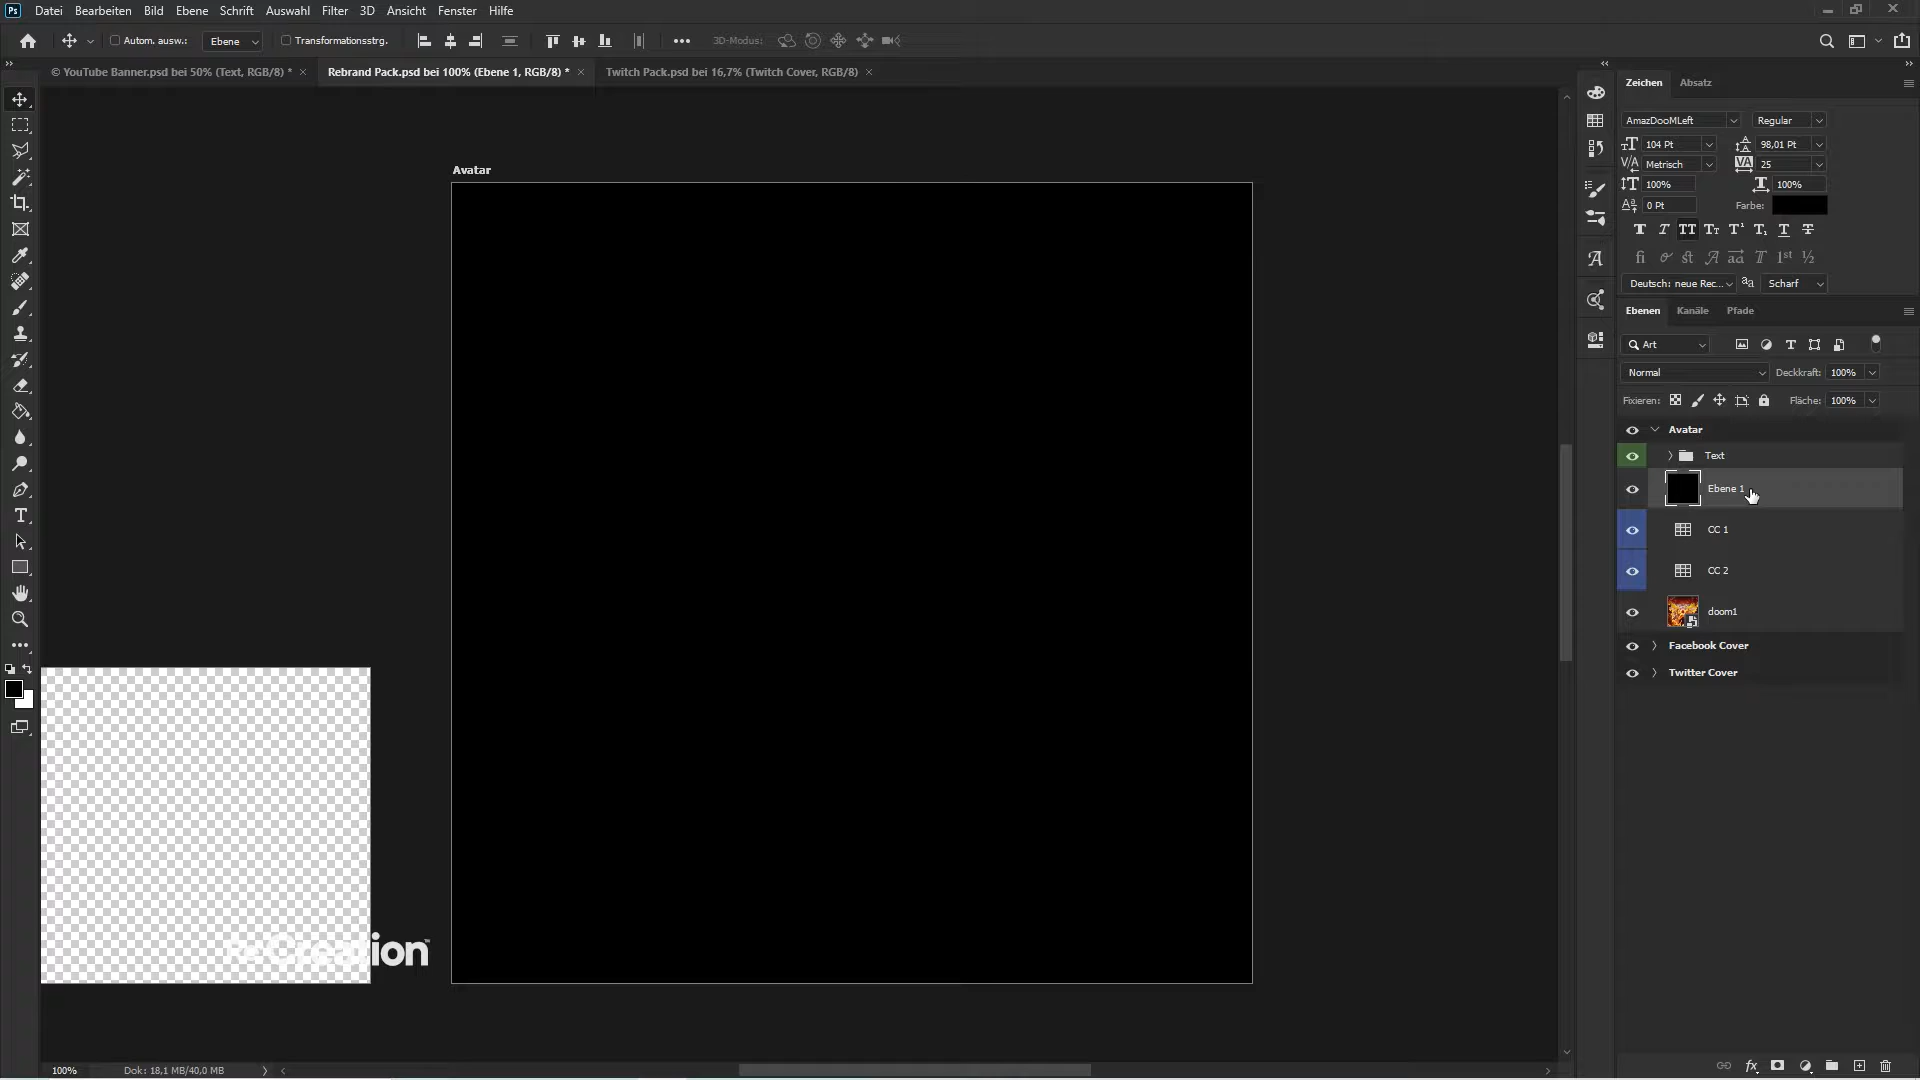 Ps Datei Bearbeiten Bild Ebene Schrift Auswahl Filter 3D Ansicht Fenster Hilfe
Autom. ausw.: Ebene Transformationsstrg. 3D-Modus:
© YouTube Banner.psd bei 50% (Text, RGB/8) * × Rebrand Pack.psd bei 100% (Ebene 1, RGB/8) * × Twitch Pack.psd bei 16,7% (Twitch Cover, RGB/8) ×
Zeichen Absatz
AmazDooMLeft Regular
104 Pt 98,01 Pt
Metrisch 25
100% 100%
0 Pt Farbe:
Deutsch: neue Rec... Scharf
Ebenen Kanäle Pfade
Art
Normal Deckkraft: 100%
Fixieren: Fläche: 100%
Avatar
Text
Ebene 1
CC 1
CC 2
doom1
Facebook Cover
Twitter Cover
Avatar
ReCreation™
100% Dok: 18,1 MB/40,0 MB